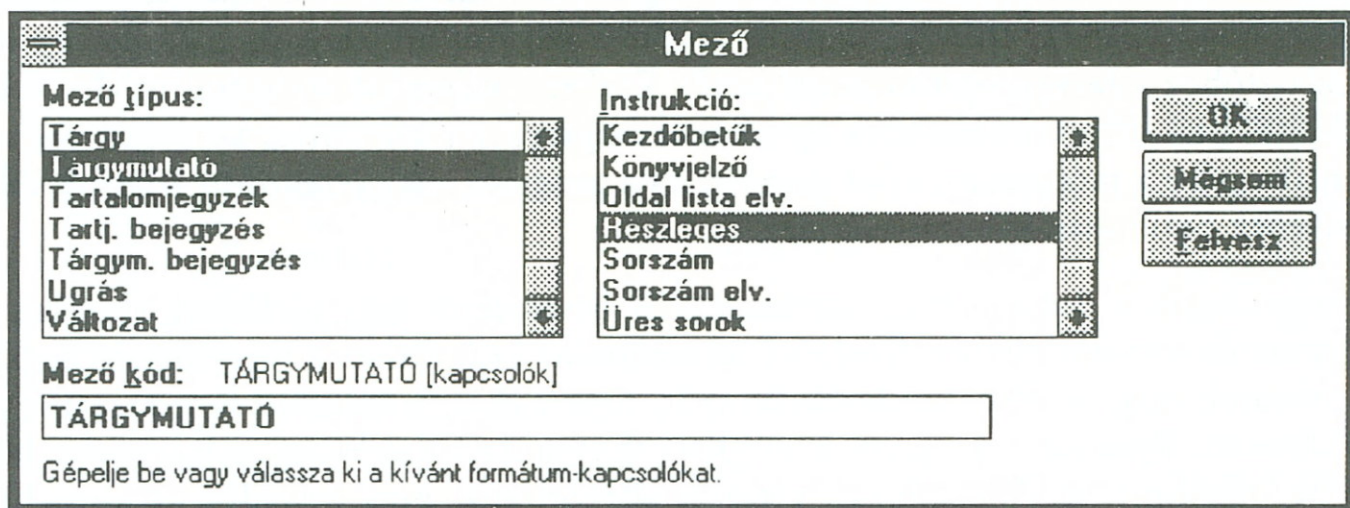 Mező
Mező típus:
Tárgy
Tárgymutató
Tartalomjegyzék
Tartj. bejegyzés
Tárgym. bejegyzés
Ugrás
Változat
Instrukció:
Kezdőbetűk
Könyvjelző
Oldal lista elv.
Részleges
Sorszám
Sorszám elv.
Üres sorok
OK
Mégsem
Felvesz
Mező kód: TÁRGYMUTATÓ [kapcsolók]
TÁRGYMUTATÓ
Gépelje be vagy válassza ki a kívánt formátum-kapcsolókat.